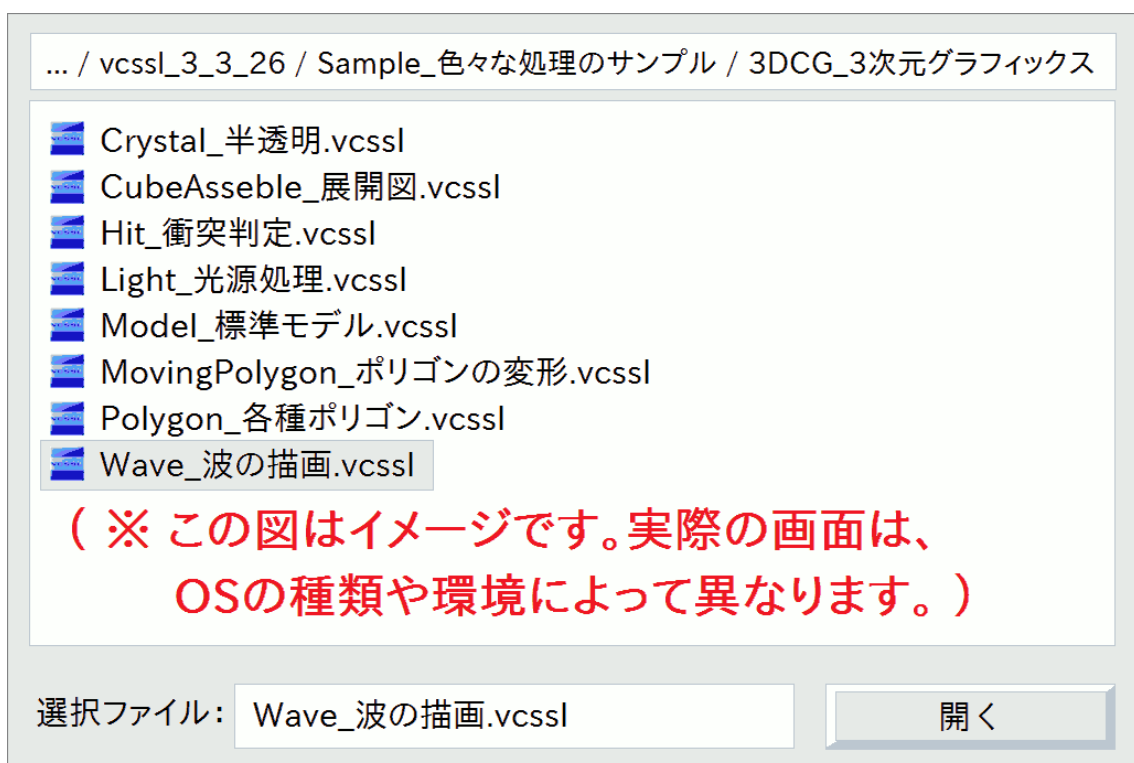 ... / vcssl_3_3_26 / Sample_色々な処理のサンプル / 3DCG_3次元グラフィックス
Crystal_半透明.vcssl
CubeAsseble_展開図.vcssl
Hit_衝突判定.vcssl
Light_光源処理.vcssl
Model_標準モデル.vcssl
MovingPolygon_ポリゴンの変形.vcssl
Polygon_各種ポリゴン.vcssl
Wave_波の描画.vcssl
( ※ この図はイメージです。実際の画面は、
OSの種類や環境によって異なります。)
選択ファイル: Wave_波の描画.vcssl 開く